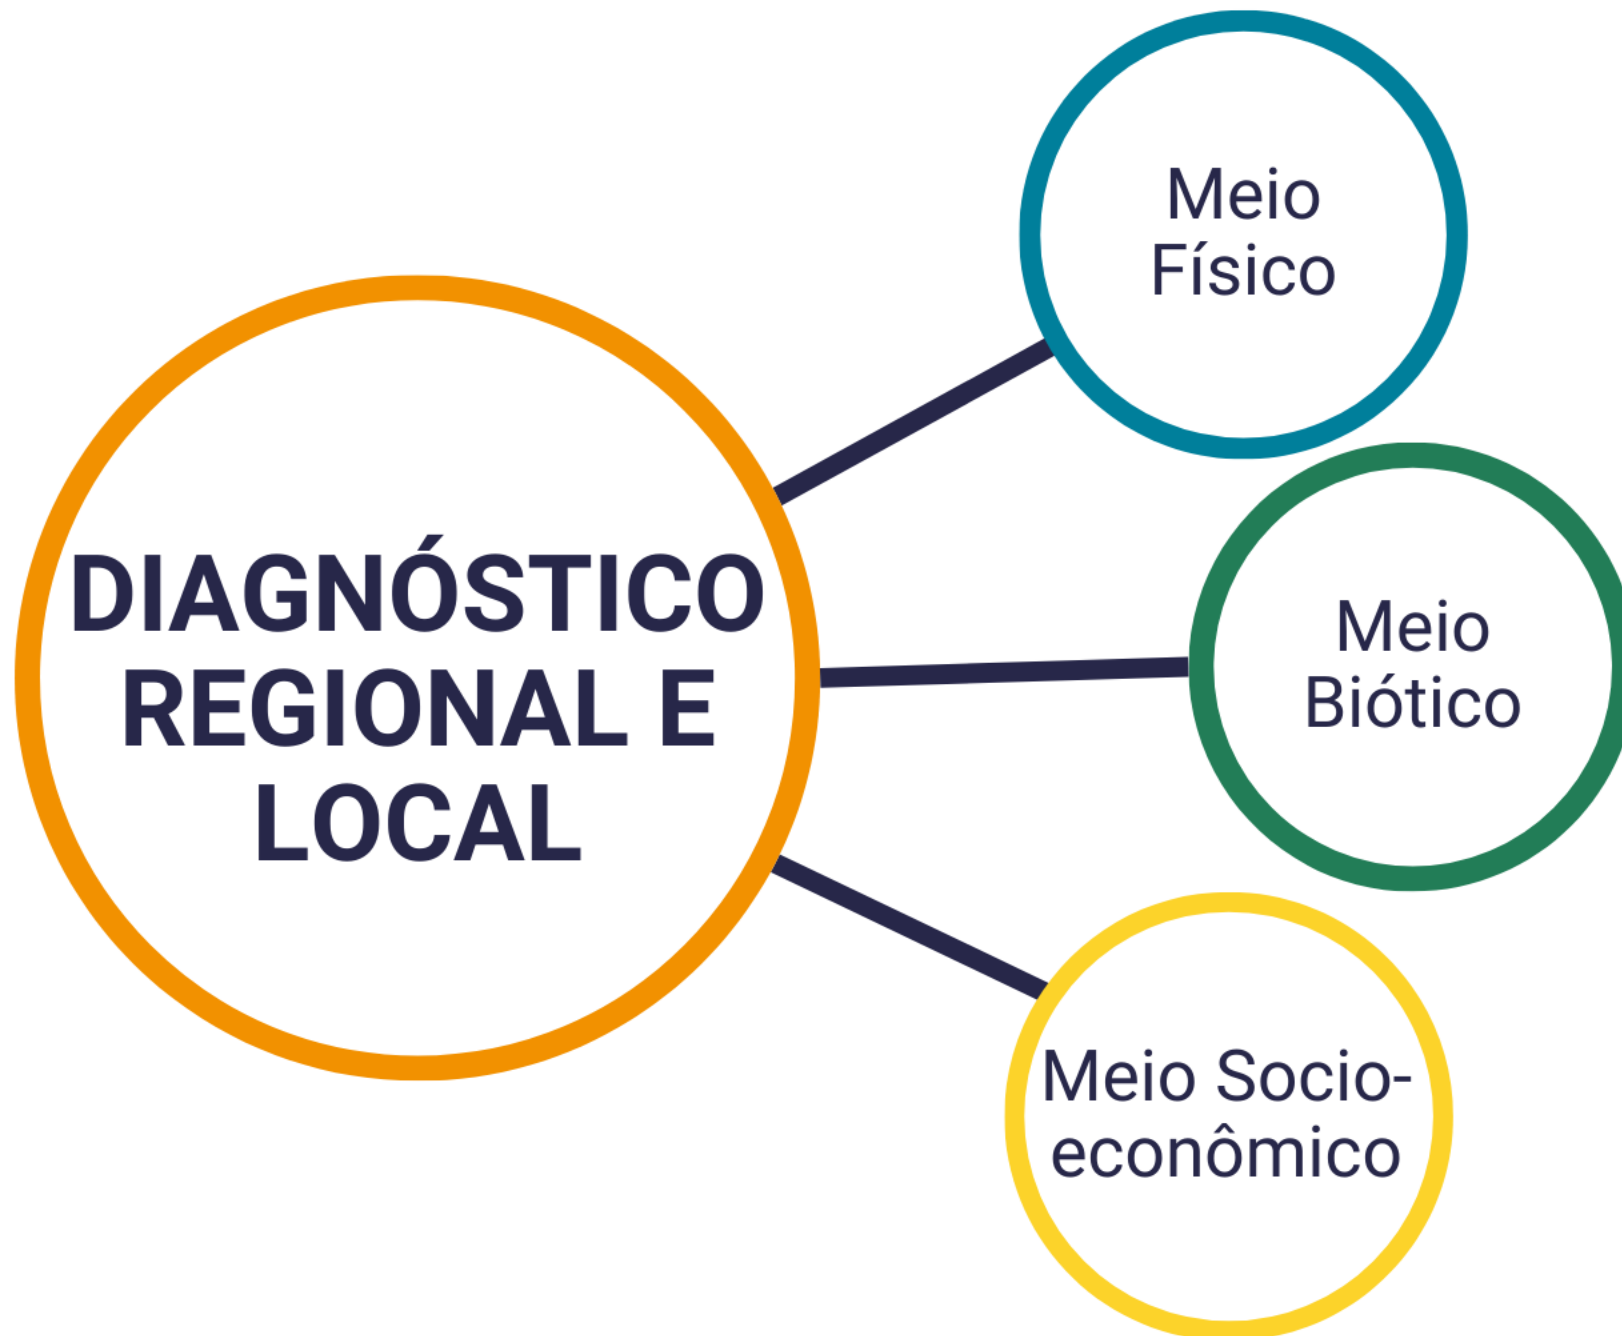 DIAGNÓSTICO
REGIONAL E
LOCAL
Meio
Físico
Meio
Biótico
Meio Socio-
econômico